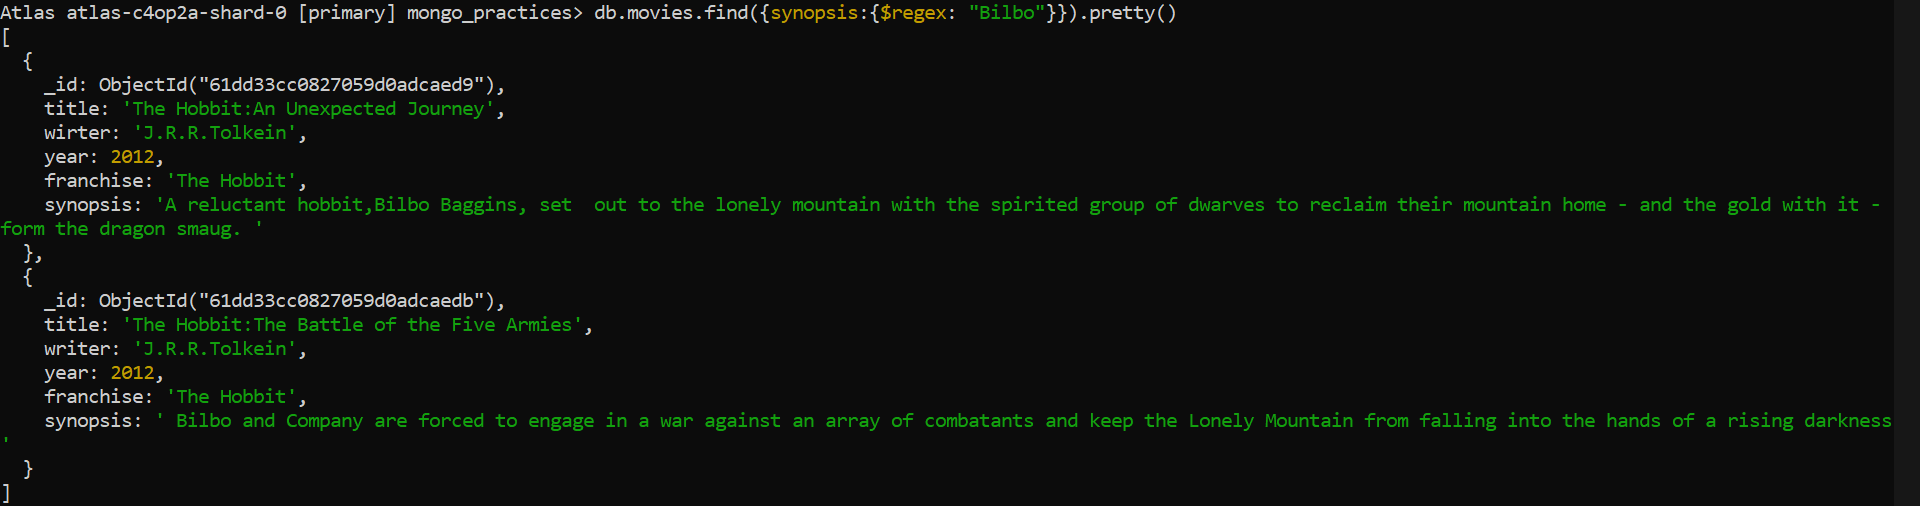 Atlas atlas-c4op2a-shard-0 [primary] mongo_practices> db.movies.find({synopsis:{$regex: "Bilbo"}}).pretty()
[
  {
    _id: ObjectId("61dd33cc0827059d0adcaed9"),
    title: 'The Hobbit:An Unexpected Journey',
    wirter: 'J.R.R.Tolkein',
    year: 2012,
    franchise: 'The Hobbit',
    synopsis: 'A reluctant hobbit,Bilbo Baggins, set  out to the lonely mountain with the spirited group of dwarves to reclaim their mountain home - and the gold with it -
form the dragon smaug. '
  },
  {
    _id: ObjectId("61dd33cc0827059d0adcaedb"),
    title: 'The Hobbit:The Battle of the Five Armies',
    writer: 'J.R.R.Tolkein',
    year: 2012,
    franchise: 'The Hobbit',
    synopsis: ' Bilbo and Company are forced to engage in a war against an array of combatants and keep the Lonely Mountain from falling into the hands of a rising darkness
'
  }
]